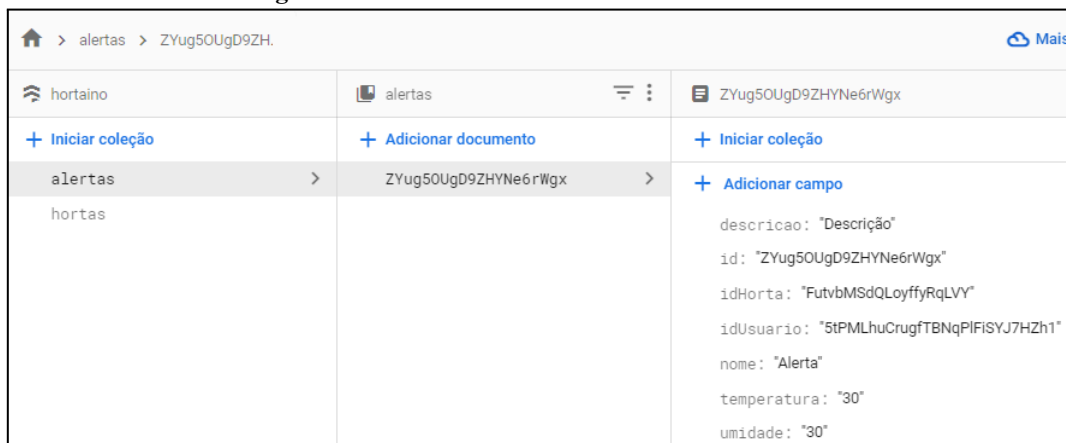 alertas > ZYug5OUgD9ZH.
Mais
hortaino
alertas
ZYug5OUgD9ZHYNe6rWgx
+ Iniciar coleção
+ Adicionar documento
+ Iniciar coleção
alertas
ZYug5OUgD9ZHYNe6rWgx
+ Adicionar campo
hortas
descricao: "Descrição"
id: "ZYug5OUgD9ZHYNe6rWgx"
idHorta: "FutvbMSdQLoyffyRqLVY"
idUsuario: "5tPMLhuCrugfTBNqPlFiSYJ7HZh1"
nome: "Alerta"
temperatura: "30"
umidade: "30"